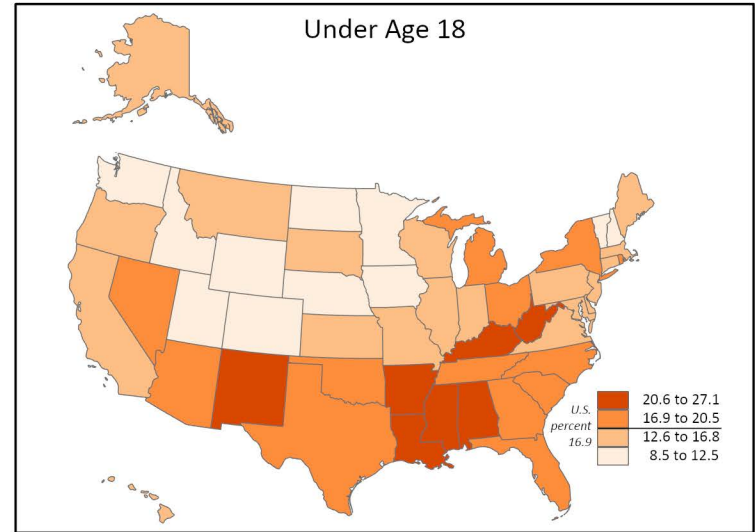 Under Age 18
U.S.
percent
16.9
20.6 to 27.1
16.9 to 20.5
12.6 to 16.8
8.5 to 12.5